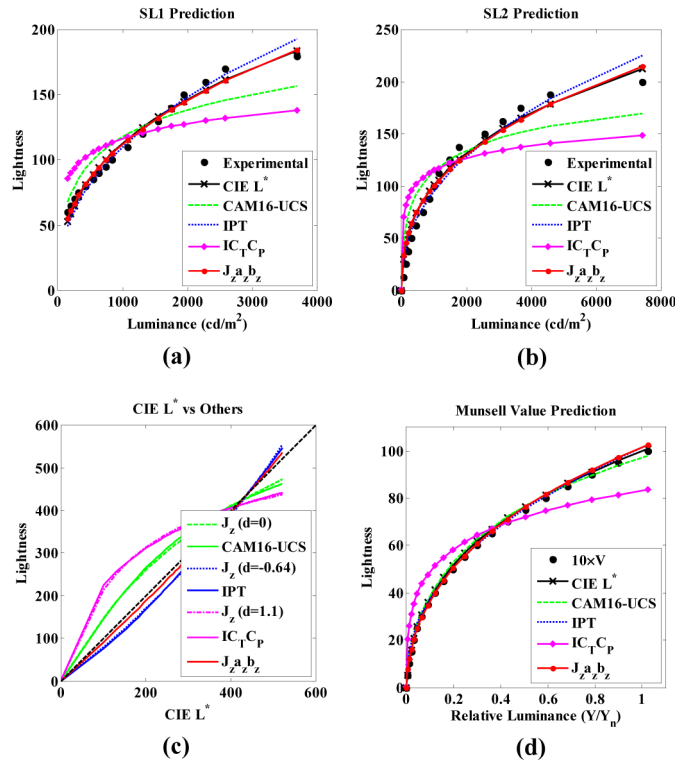 SL1 Prediction
200
150
100
50
0
0
1000
2000
3000
4000
Lightness
Luminance (cd/m²)
Experimental
CIE L*
CAM16-UCS
IPT
ICTCP
Jzazbz
(a)
SL2 Prediction
250
200
150
100
50
0
0
2000
4000
6000
8000
Lightness
Luminance (cd/m²)
Experimental
CIE L*
CAM16-UCS
IPT
ICTCP
Jzazbz
(b)
CIE L* vs Others
600
500
400
300
200
100
0
0
200
400
600
Lightness
CIE L*
Jz (d=0)
CAM16-UCS
Jz (d=-0.64)
IPT
Jz (d=1.1)
ICTCP
Jzazbz
(c)
Munsell Value Prediction
100
80
60
40
20
0
0
0.2
0.4
0.6
0.8
1
Lightness
Relative Luminance (Y/Yn)
10×V
CIE L*
CAM16-UCS
IPT
ICTCP
Jzazbz
(d)